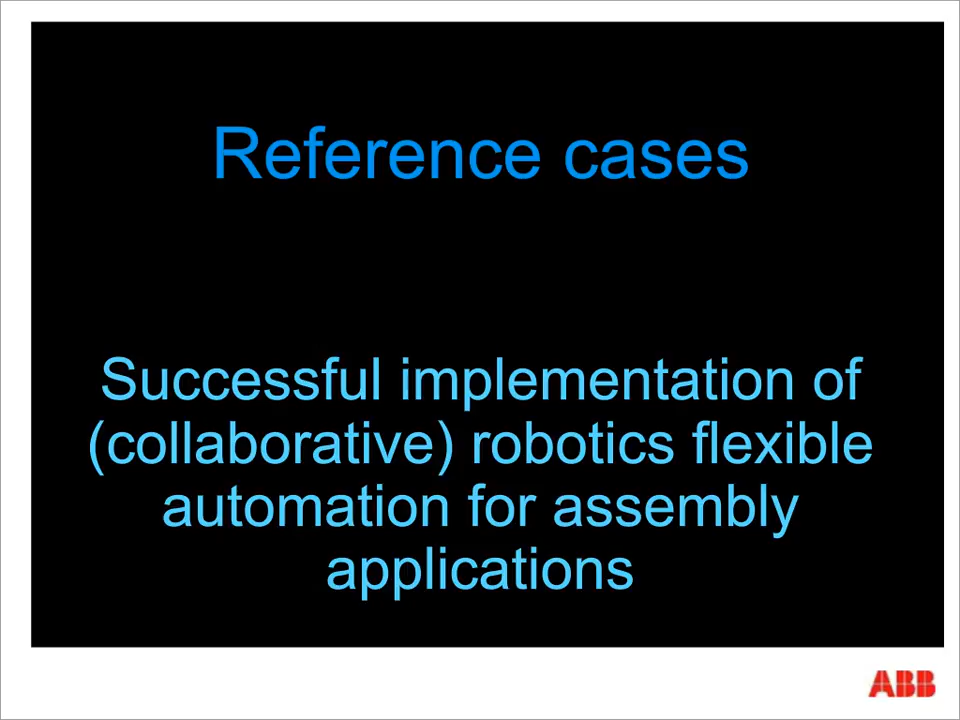 Reference cases
Successful implementation of
(collaborative) robotics flexible
automation for assembly
applications
ABB